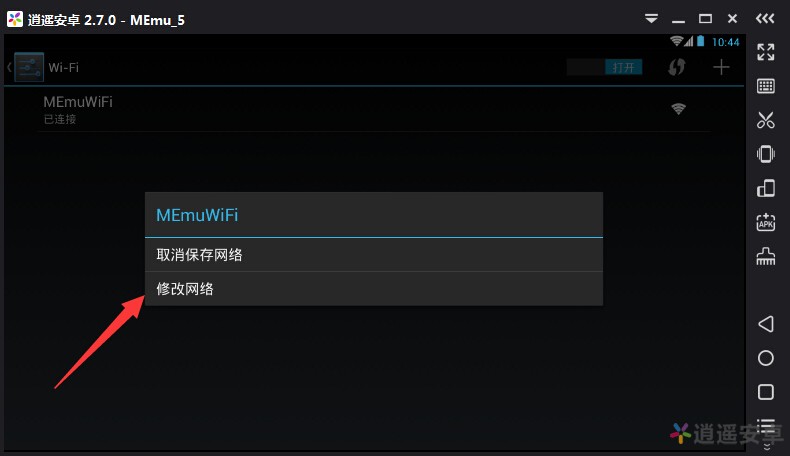 逍遥安卓 2.7.0 - MEmu_5
10:44
Wi-Fi
打开
MEmuWiFi
已连接
MEmuWiFi
取消保存网络
修改网络
APK
逍遥安卓